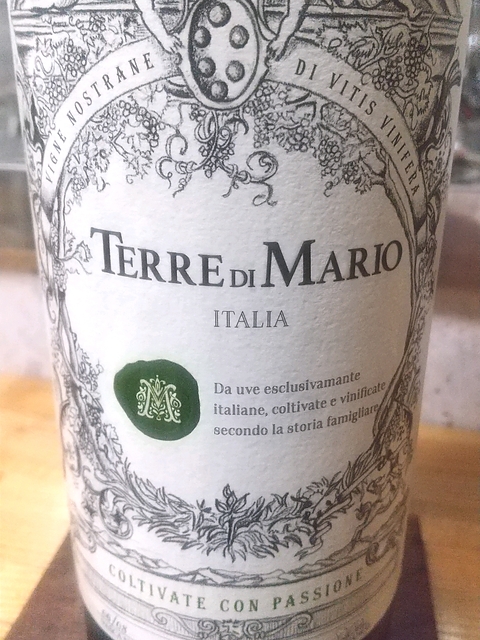 VIGNE NOSTRANE DI VITIS VINIFERA
TERRE DI MARIO
ITALIA
M
Da uve esclusivamante
italiane, coltivate e vinificate
secondo la storia famigliare
COLTIVATE CON PASSIONE